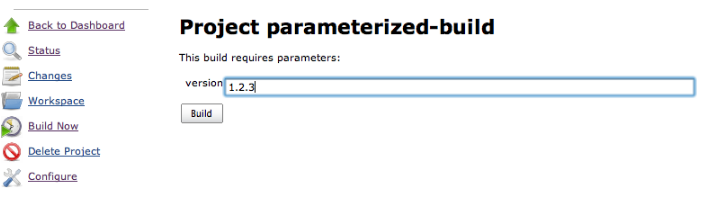 Back to Dashboard
Status
Changes
Workspace
Build Now
Delete Project
Configure
Project parameterized-build
This build requires parameters:
version 1.2.3
Build